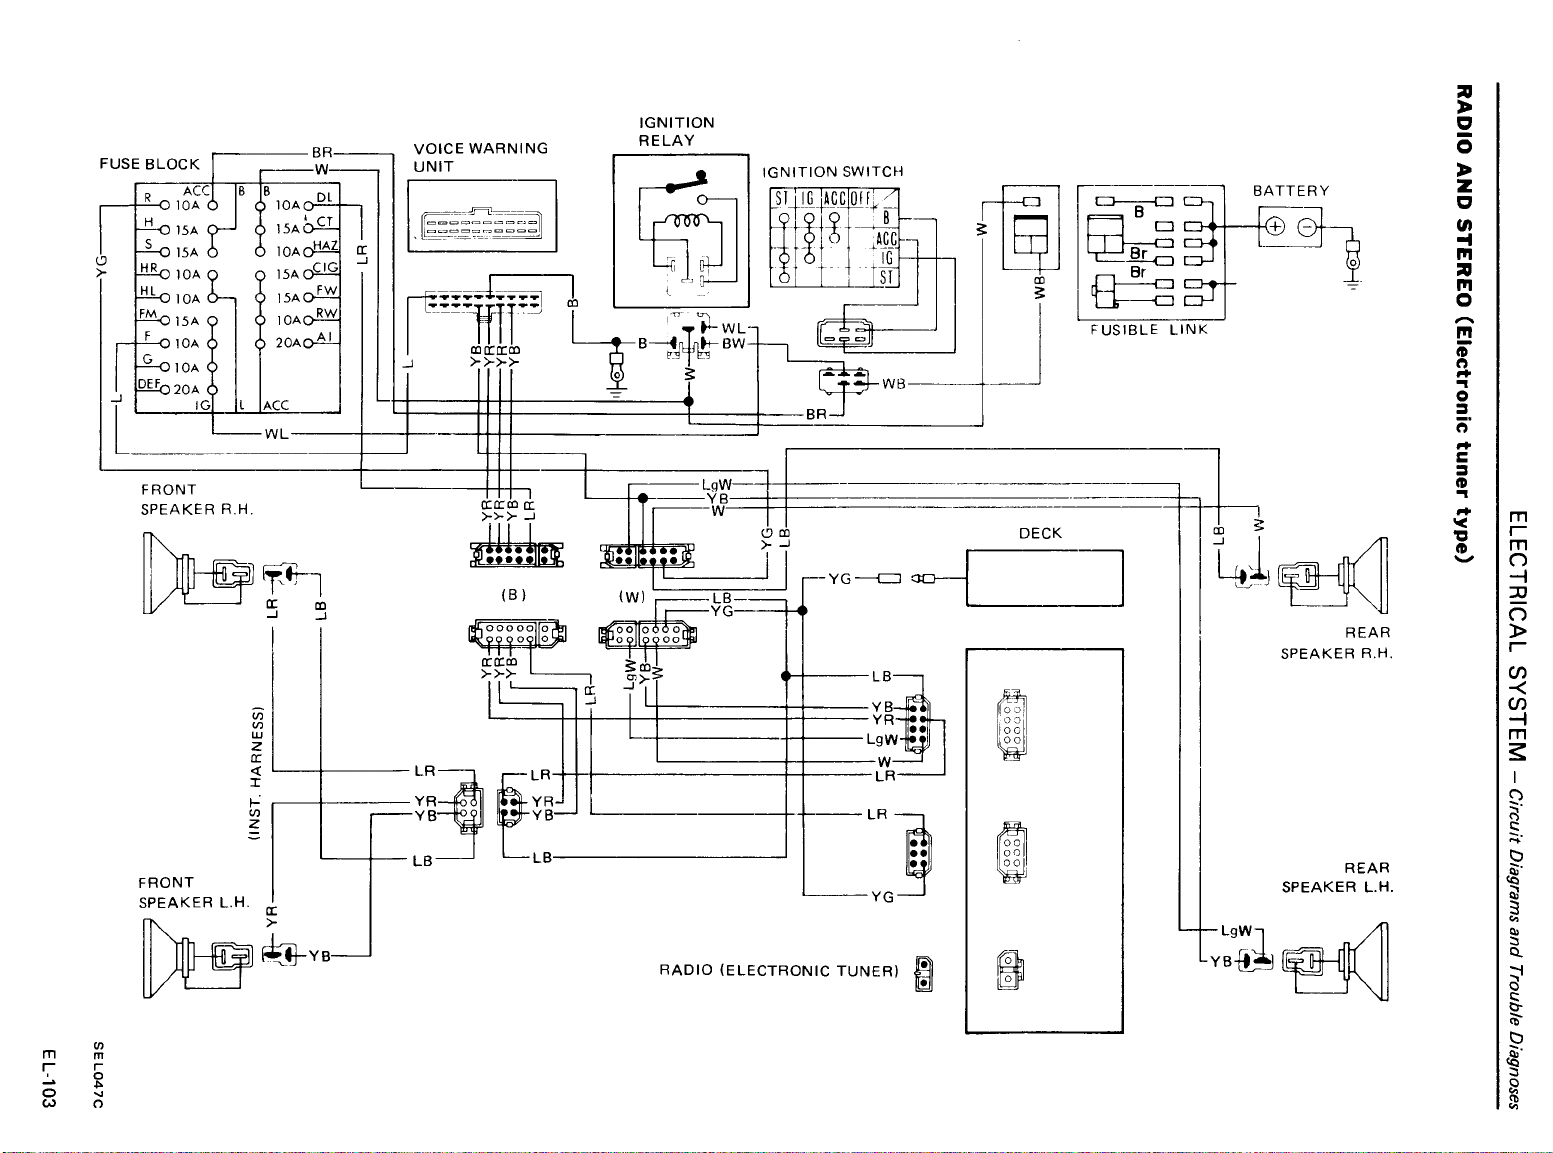 ELECTRICAL SYSTEM – Circuit Diagrams and Trouble Diagnoses
RADIO AND STEREO (Electronic tuner type)
FUSE BLOCK
ACC
B
B
R
10A
10A
DL
H
15A
15A
CT
S
15A
10A
HAZ
HR
10A
15A
CIG
HL
10A
15A
FW
FM
15A
10A
RW
F
10A
20A
AI
G
10A
DEF
20A
IG
L
ACC
BR
W
YG
L
LR
WL
VOICE WARNING
UNIT
L
B
YB
YR
YR
YB
IGNITION
RELAY
WL
B
BW
W
IGNITION SWITCH
ST
IG
ACC
OFF
B
ACC
IG
ST
WB
BR
W
WB
B
Br
Br
FUSIBLE LINK
BATTERY
FRONT
SPEAKER R.H.
LR
LB
YR
YR
YB
LR
(B)
YR
YR
YB
LgW
YB
W
YG
LB
(W)
LB
YG
LgW
YB
W
LR
DECK
YG
LB
W
REAR
SPEAKER R.H.
(INST. HARNESS)
LR
YR
YB
LB
LR
YR
YB
LB
LB
YB
YR
LgW
W
LR
LR
YG
FRONT
SPEAKER L.H.
YR
YB
RADIO (ELECTRONIC TUNER)
REAR
SPEAKER L.H.
LgW
YB
SEL047C
EL-103